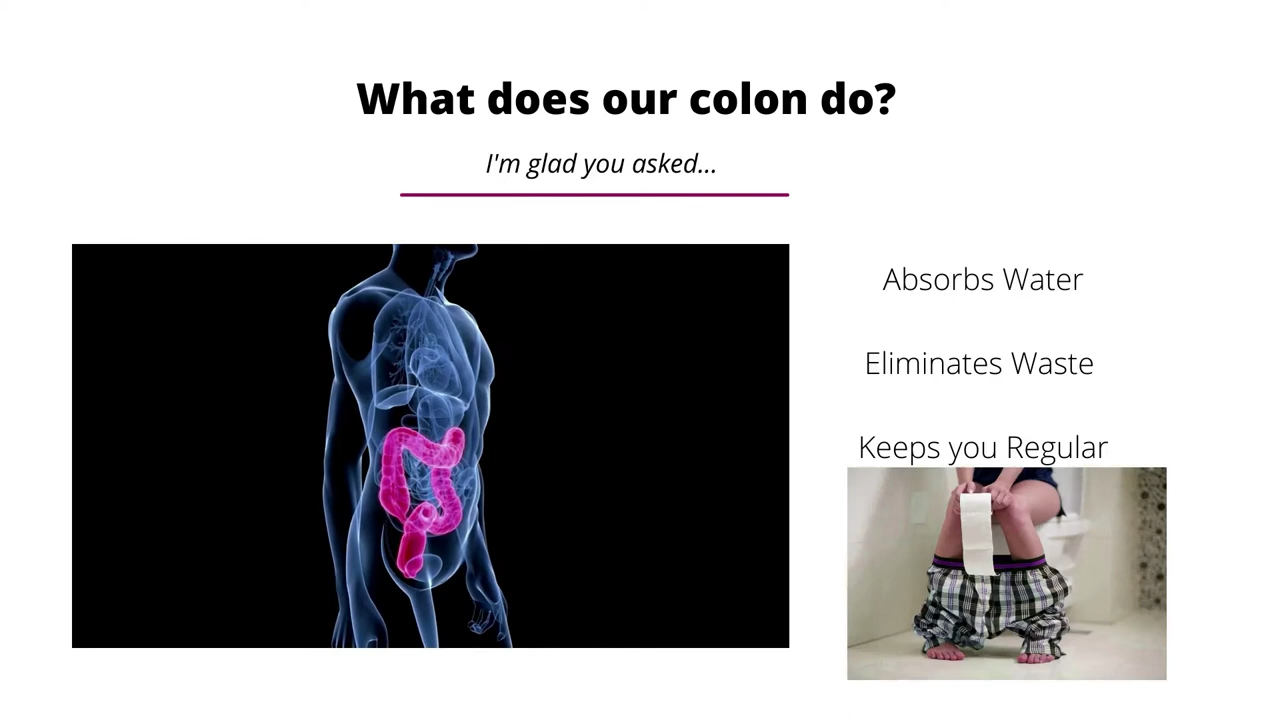 What does our colon do?
I'm glad you asked...
Absorbs Water
Eliminates Waste
Keeps you Regular